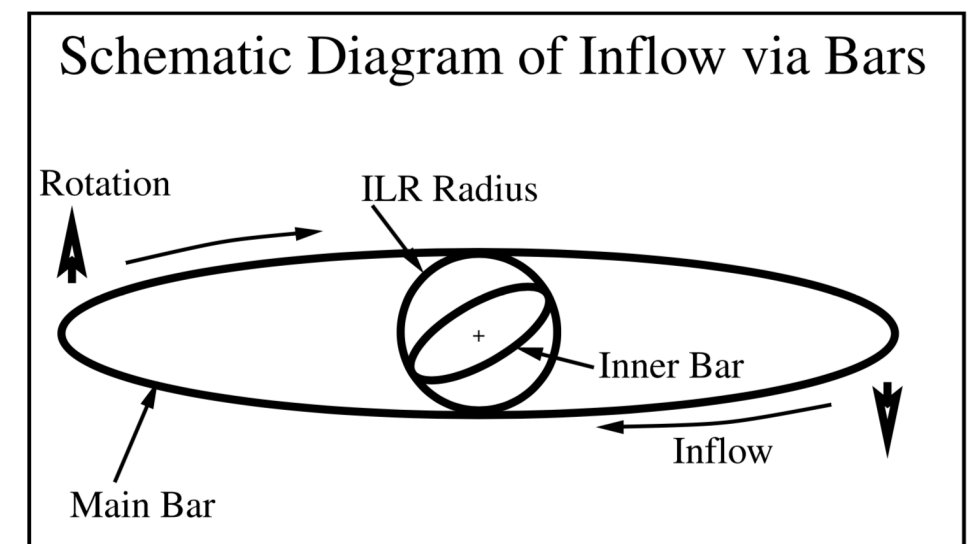 Schematic Diagram of Inflow via Bars
Rotation
ILR Radius
+
Inner Bar
Inflow
Main Bar